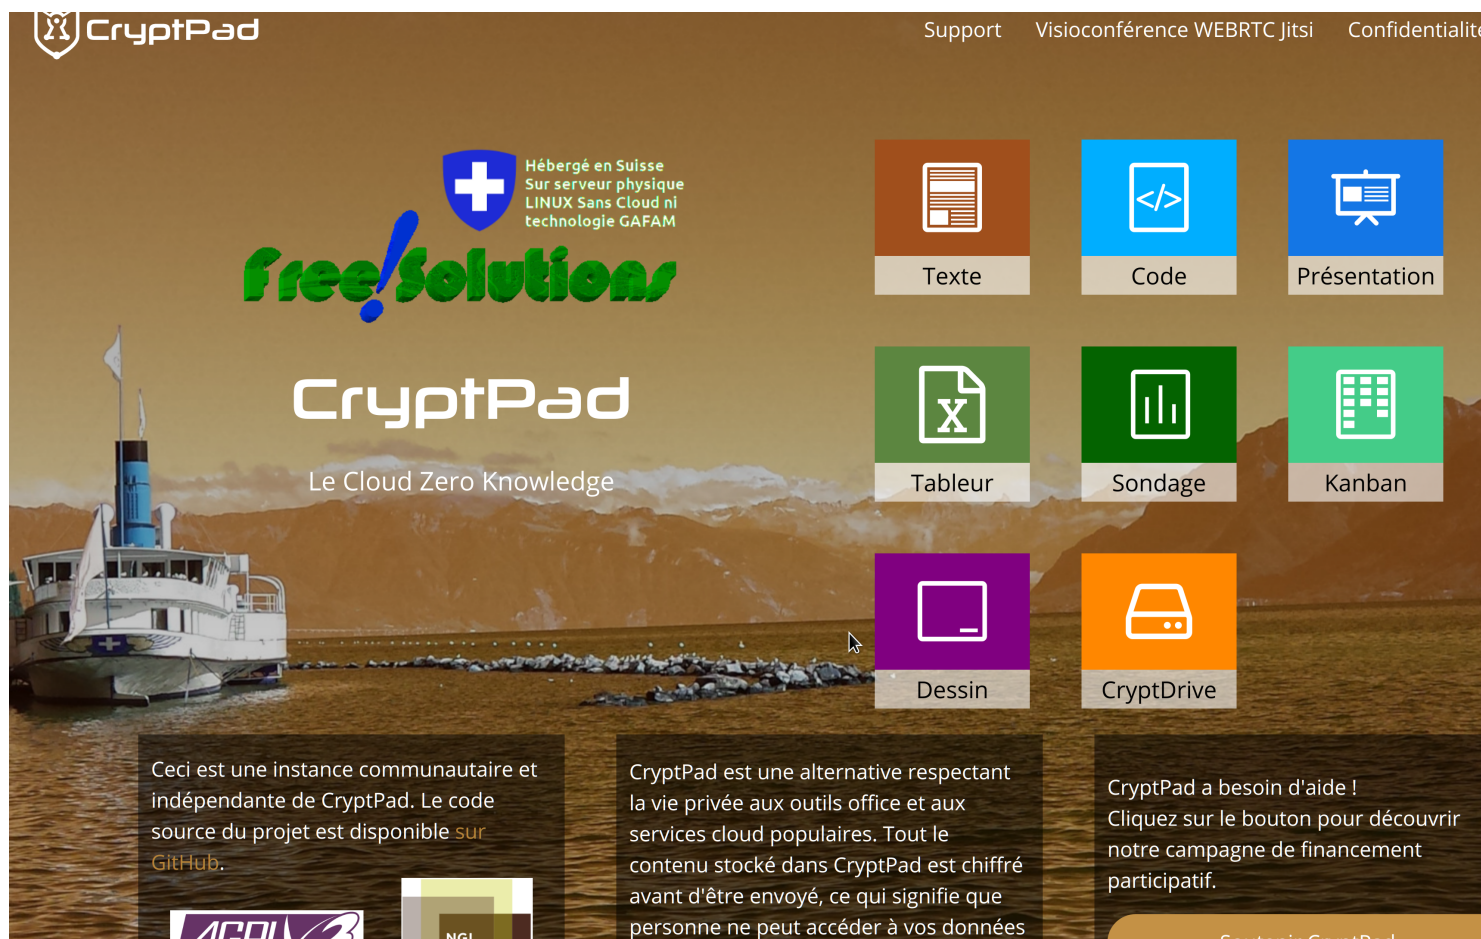 CryptPad
Support Visioconférence WEBRTC Jitsi Confidentialité
Hébergé en Suisse
Sur serveur physique
LINUX Sans Cloud ni
technologie GAFAM
Free!Solutions
CryptPad
Le Cloud Zero Knowledge
Texte
Code
Présentation
Tableur
Sondage
Kanban
Dessin
CryptDrive
Ceci est une instance communautaire et
indépendante de CryptPad. Le code
source du projet est disponible sur
GitHub.
AGPLv3
NGI
CryptPad est une alternative respectant
la vie privée aux outils office et aux
services cloud populaires. Tout le
contenu stocké dans CryptPad est chiffré
avant d'être envoyé, ce qui signifie que
personne ne peut accéder à vos données
CryptPad a besoin d'aide !
Cliquez sur le bouton pour découvrir
notre campagne de financement
participatif.
Soutenir CryptPad